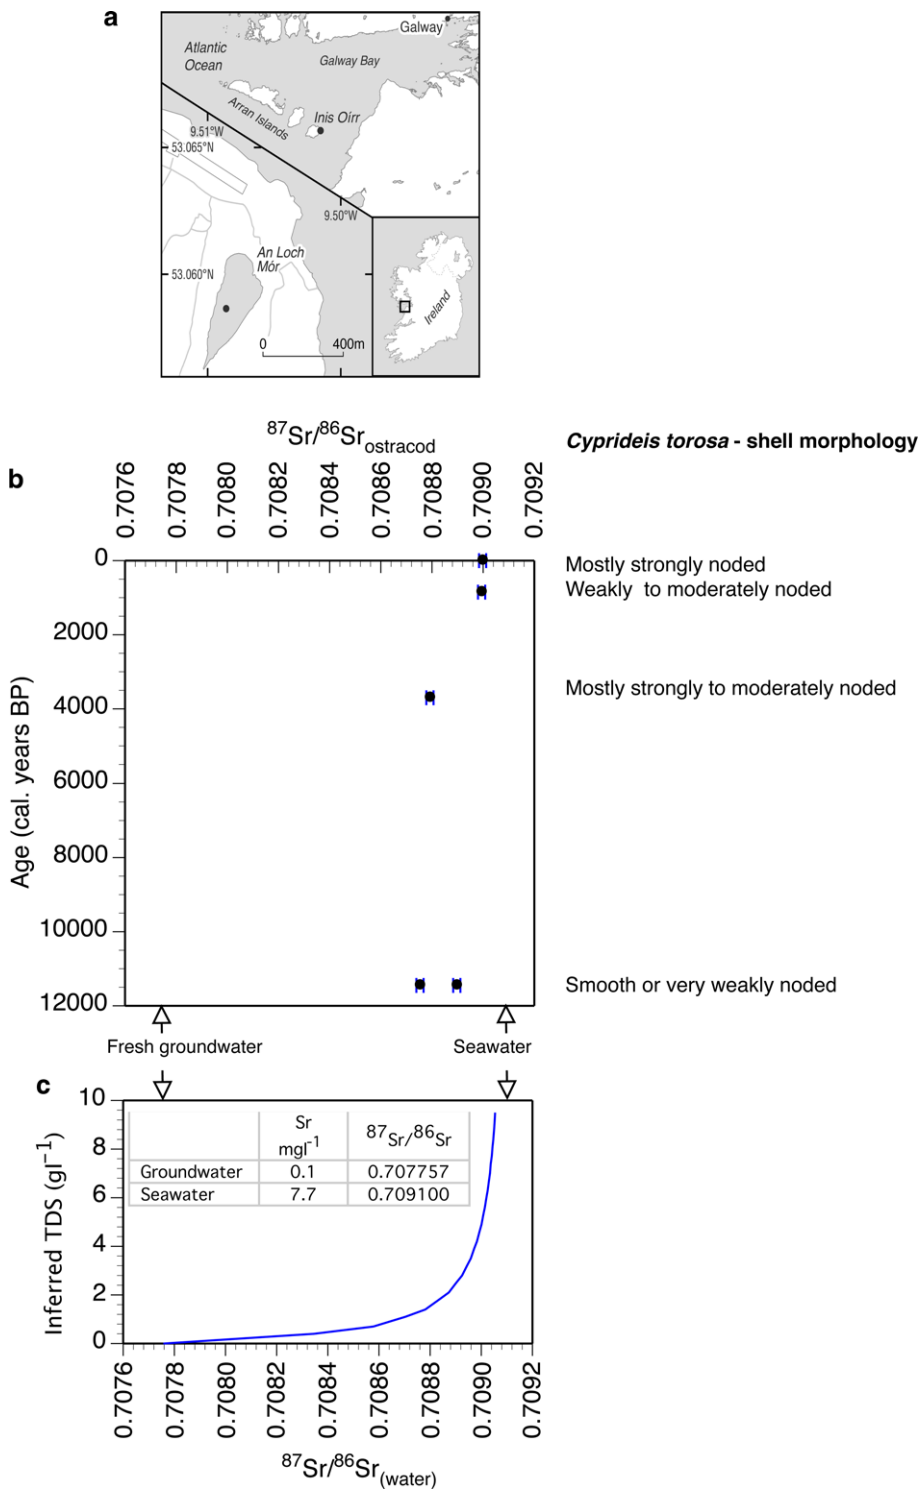 a
Galway
Atlantic
Ocean
Galway Bay
Arran Islands
Inis Oírr
9.51°W
53.065°N
9.50°W
An Loch
Mór
53.060°N
Ireland
0 400m
87Sr/86Sr ostracod
Cyprideis torosa - shell morphology
b
0.7076 0.7078 0.7080 0.7082 0.7084 0.7086 0.7088 0.7090 0.7092
Age (cal. years BP)
0
2000
4000
6000
8000
10000
12000
Mostly strongly noded
Weakly to moderately noded
Mostly strongly to moderately noded
Smooth or very weakly noded
Fresh groundwater Seawater
c
Inferred TDS (gl−1)
10
8
6
4
2
0
Sr
mgl-1
87Sr/86Sr
Groundwater 0.1 0.707757
Seawater 7.7 0.709100
0.7076 0.7078 0.7080 0.7082 0.7084 0.7086 0.7088 0.7090 0.7092
87Sr/86Sr(water)